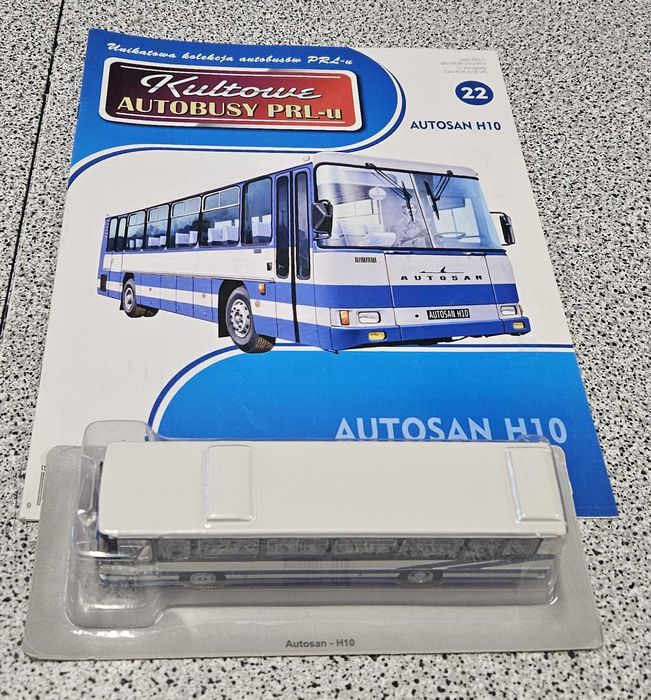 Unikatowa kolekcja autobusów PRL-u
Kultowe
AUTOBUSY PRL-u
22
AUTOSAN H10
AUTOSAN
AUTOSAN H10
AUTOSAN H10
Autosan - H10